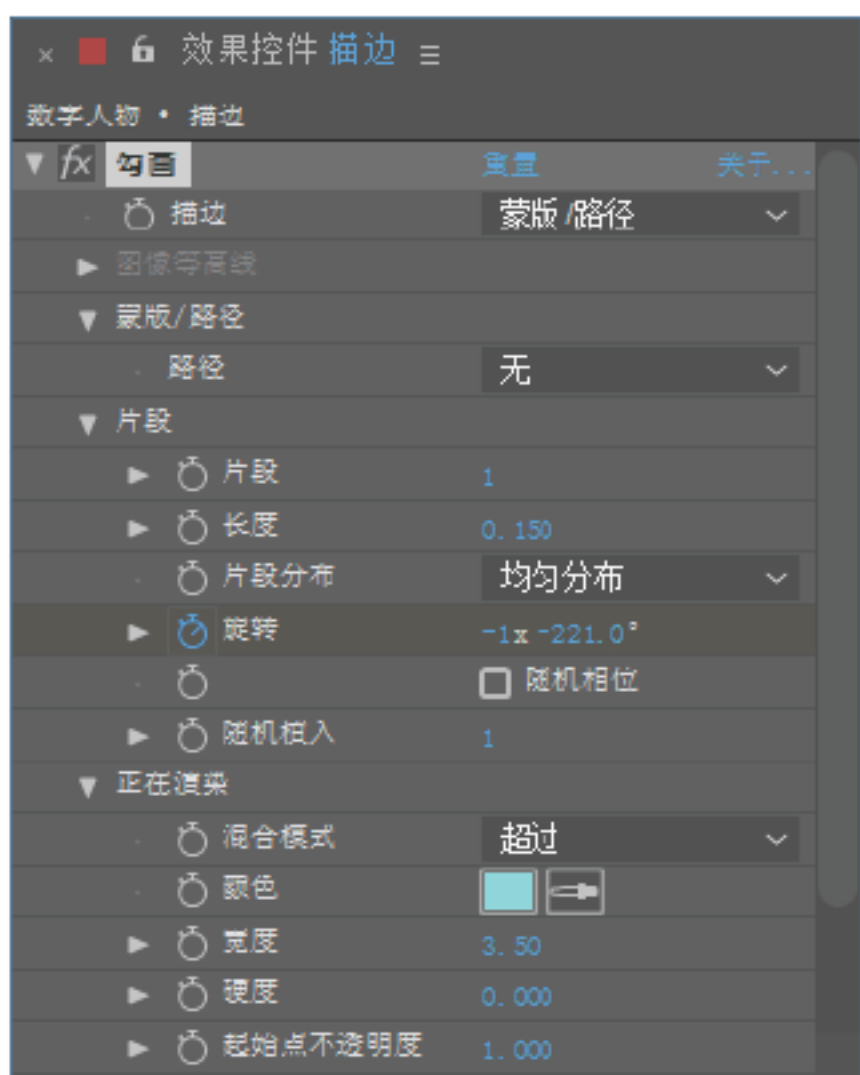 × 效果控件 描边 ≡
数字人物 • 描边
fx 勾画 重置 关于...
描边 蒙版/路径
图像等高线
蒙版/路径
路径 无
片段
片段 1
长度 0.150
片段分布 均匀分布
旋转 -1x -221.0°
随机相位
随机植入 1
正在渲染
混合模式 超过
颜色
宽度 3.50
硬度 0.000
起始点不透明度 1.000